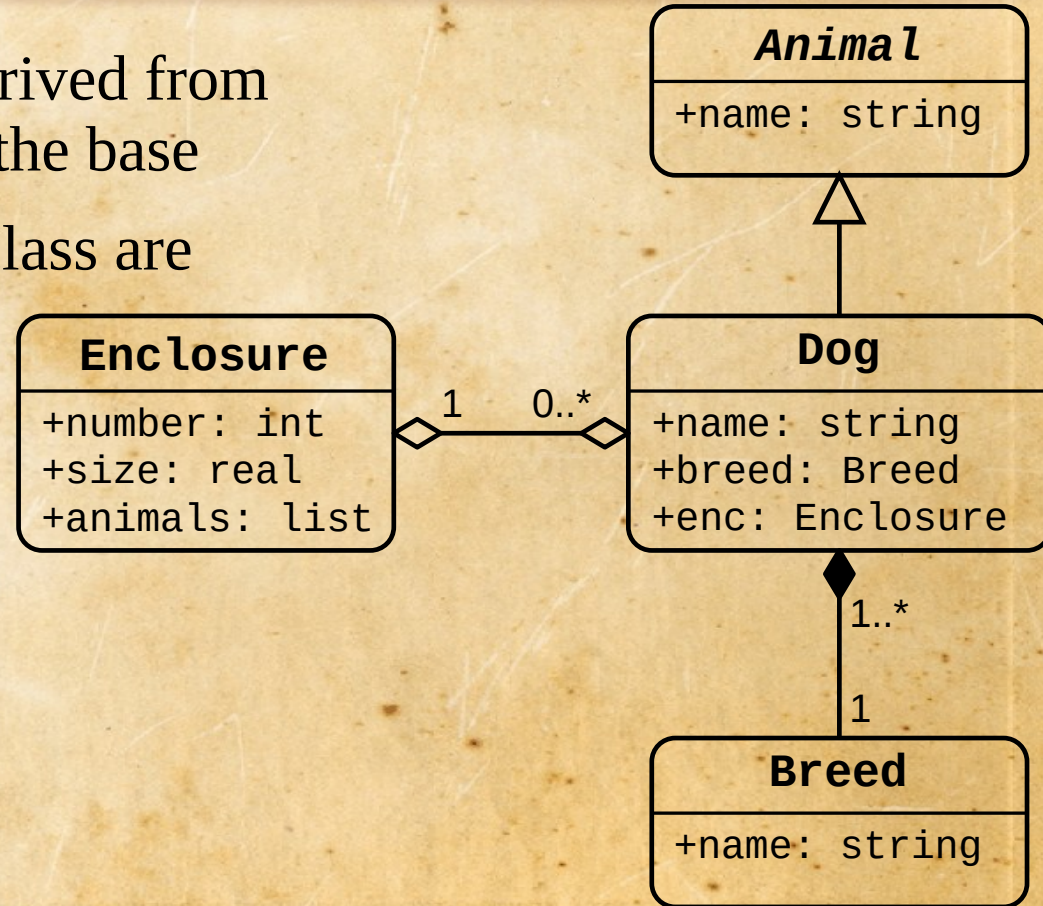 rived from
the base
lass are
Animal
+name: string
Enclosure
+number: int
+size: real
+animals: list
1
0..*
Dog
+name: string
+breed: Breed
+enc: Enclosure
1..*
1
Breed
+name: string